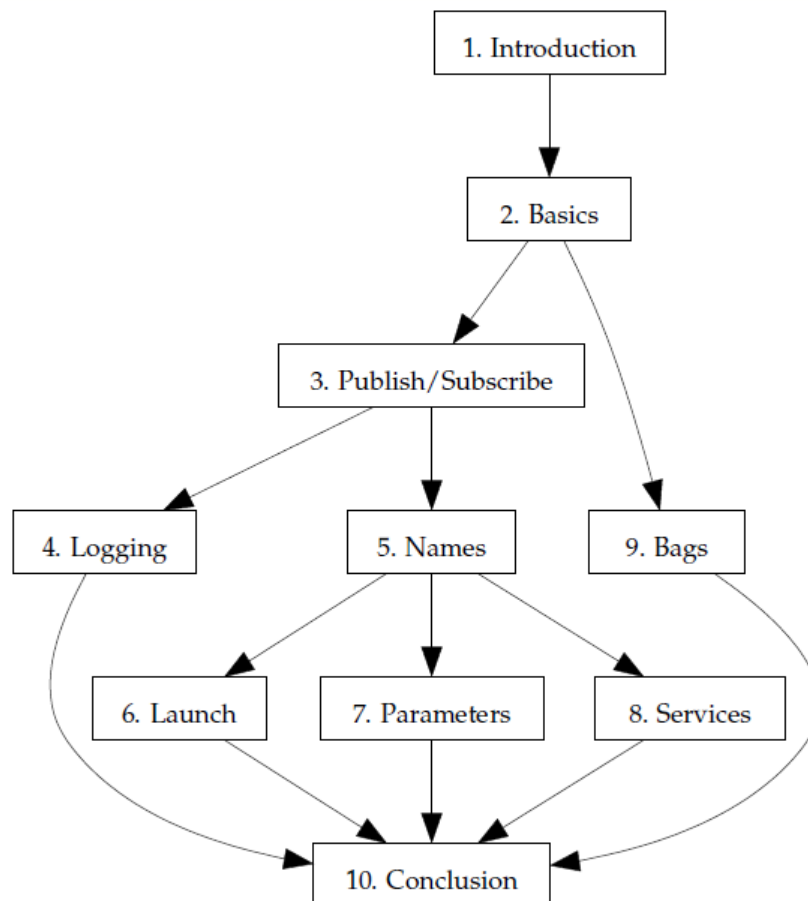 1. Introduction
2. Basics
3. Publish/Subscribe
4. Logging
5. Names
9. Bags
6. Launch
7. Parameters
8. Services
10. Conclusion